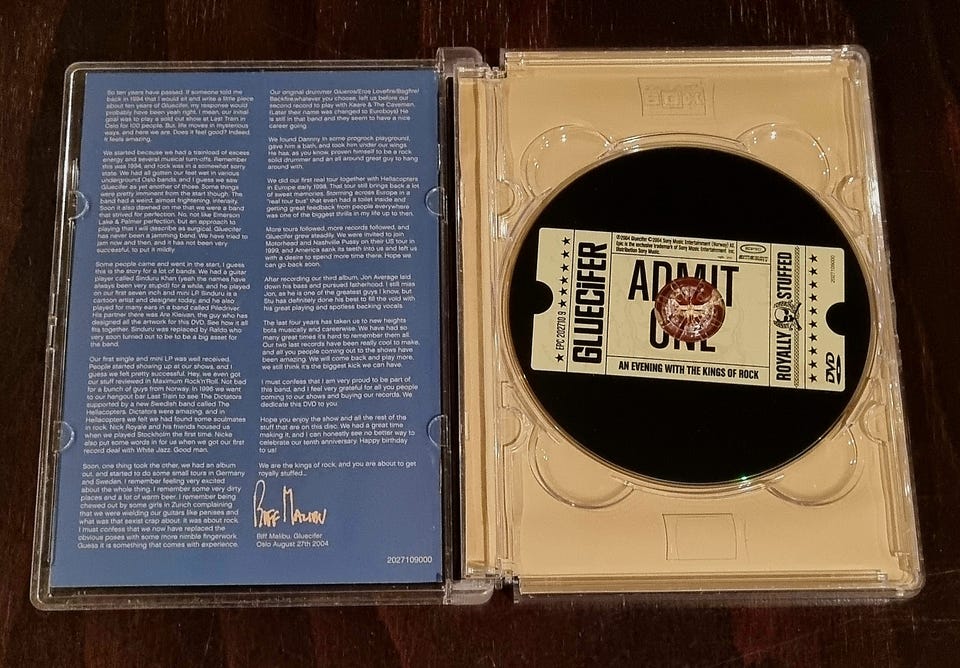 So ten years have passed. If someone told me
back in 1994 that I would sit and write a little piece
about ten years of Gluecifer, my response would
probably have been yeah right. I mean, our initial
goal was to play a sold out show at Last Train in
Oslo for 100 people. But, life moves in mysterious
ways, and here we are. Does it feel good? Indeed,
it feels amazing.
We started because we had a trainload of excess
energy and several musical turn-offs. Remember
this was 1994, and rock was in a somewhat sorry
state. We had all gotten our feet wet in various
underground Oslo bands, and I guess we saw
Gluecifer as yet another of those. Some things
were pretty imminent from the start though. The
band had a weird, almost frightening, intensity.
Soon it also dawned on me that we were a band
that strived for perfection. No, not like Emerson
Lake & Palmer perfection, but an approach to
playing that I will describe as surgical. Gluecifer
has never been a jamming band. We have tried to
jam now and then, and it has not been very
successful, to put it mildly.
Some people came end went in the start, I guess
this is the story for a lot of bands. We had a guitar
player called Sinduru Khan (yeah the names have
always been very stupid) for a while, and he played
on our first seven inch and mini LP. Sinduru is a
cartoon artist and designer today, and he also
played for many ears in a band called Piledriver.
His partner there was Are Kleivan, the guy who has
designed all the artwork for this DVD. See how it all
fits together. Sinduru was replaced by Raldo who
very soon turned out to be to be a big asset for
the band.
Our first single and mini LP was well received.
People started showing up at our shows, and I
guess we felt pretty successful. Hey, we even got
our stuff reviewed in Maximum Rock'n'Roll. Not bad
for a bunch of guys from Norway. In 1996 we went
to our hangout bar Last Train to see The Dictators
supported by a new Swedish band called The
Hellacopters. Dictators were amazing, and in
Hellacopters we felt we had found some soulmates
in rock. Nick Royale and his friends housed us
when we played Stockholm the first time. Nicke
also put some words in for us when we got our first
record deal with White Jazz. Good man.
Soon, one thing took the other, we had an album
out, and started to do some small tours in Germany
and Sweden. I remember feeling very excited
about the whole thing. I remember some very dirty
places and a lot of warm beer. I remember being
chewed out by some girls in Zurich complaining
that we were wielding our guitars like penises and
what was that sexist crap about: it was about rock.
I must confess that we now have replaced the
obvious poses with some more nimble fingerwork.
Guess it is something that comes with experience.
Our original drummer Glueros/Eros Lovefire/Bagfire/
Backfire/whatever you choose, left us before our
second record to play with Kaare & The Caveman.
(Later their name was changed to Euroboys) He
is still in that band and they seem to have a nice
career going.
We found Dannny in some progrock playground,
gave him a bath, and took him under our wings.
He has, as you know, proven himself to be a rock
solid drummer and an all around great guy to hang
around with.
We did our first real tour together with Hellacopters
in Europe early 1998. That tour still brings back a lot
of sweet memories. Storming across Europe in a
"real tour bus" that even had a toilet inside and
getting great feedback from people everywhere
was one of the biggest thrills in my life up to then.
More tours followed, more records followed, and
Gluecifer grew steadily. We were invited to join
Motorhead and Nashville Pussy on their US tour in
1999, and America sank its teeth into us and left us
with a desire to spend more time there. Hope we
can go back soon.
After recording our third album, Jon Average laid
down his bass and pursued fatherhood. I still miss
Jon, as he is one of the greatest guys I know, but
Stu has definitely done his best to fill the void with
his great playing and spotless backing vocals.
The last four years has taken us to new heights
both musically and careerwise. We have had so
many great times it's hard to remember them all.
Our two last records have been really cool to make,
and all you people coming out to the shows have
been amazing. We will come back and play more,
we still think it's the biggest kick we can have.
I must confess that I am very proud to be part of
this band, and I feel very grateful for all you people
coming to our shows and buying our records. We
dedicate this DVD to you.
Hope you enjoy the show and all the rest of
the stuff that are on this disc. We had a great time
making it, and I can honestly see no better way to
celebrate our tenth anniversary. Happy birthday
to us!
We are the kings of rock, and you are about to get
royally stuffed...
Biff Malibu
Biff Malibu, Gluecifer
Oslo August 27th 2004
2027109000
EPC 202710 9
GLUECIFER
℗2004 Gluecifer ©2004 Sony Music Entertainment (Norway) AS.
Epic is the exclusive trademark of Sony Music Entertainment, Inc.
Distribution Sony Music.
ADMIT
ONE
AN EVENING WITH THE KINGS OF ROCK
ROYALLY STUFFED
2027109000
DVD